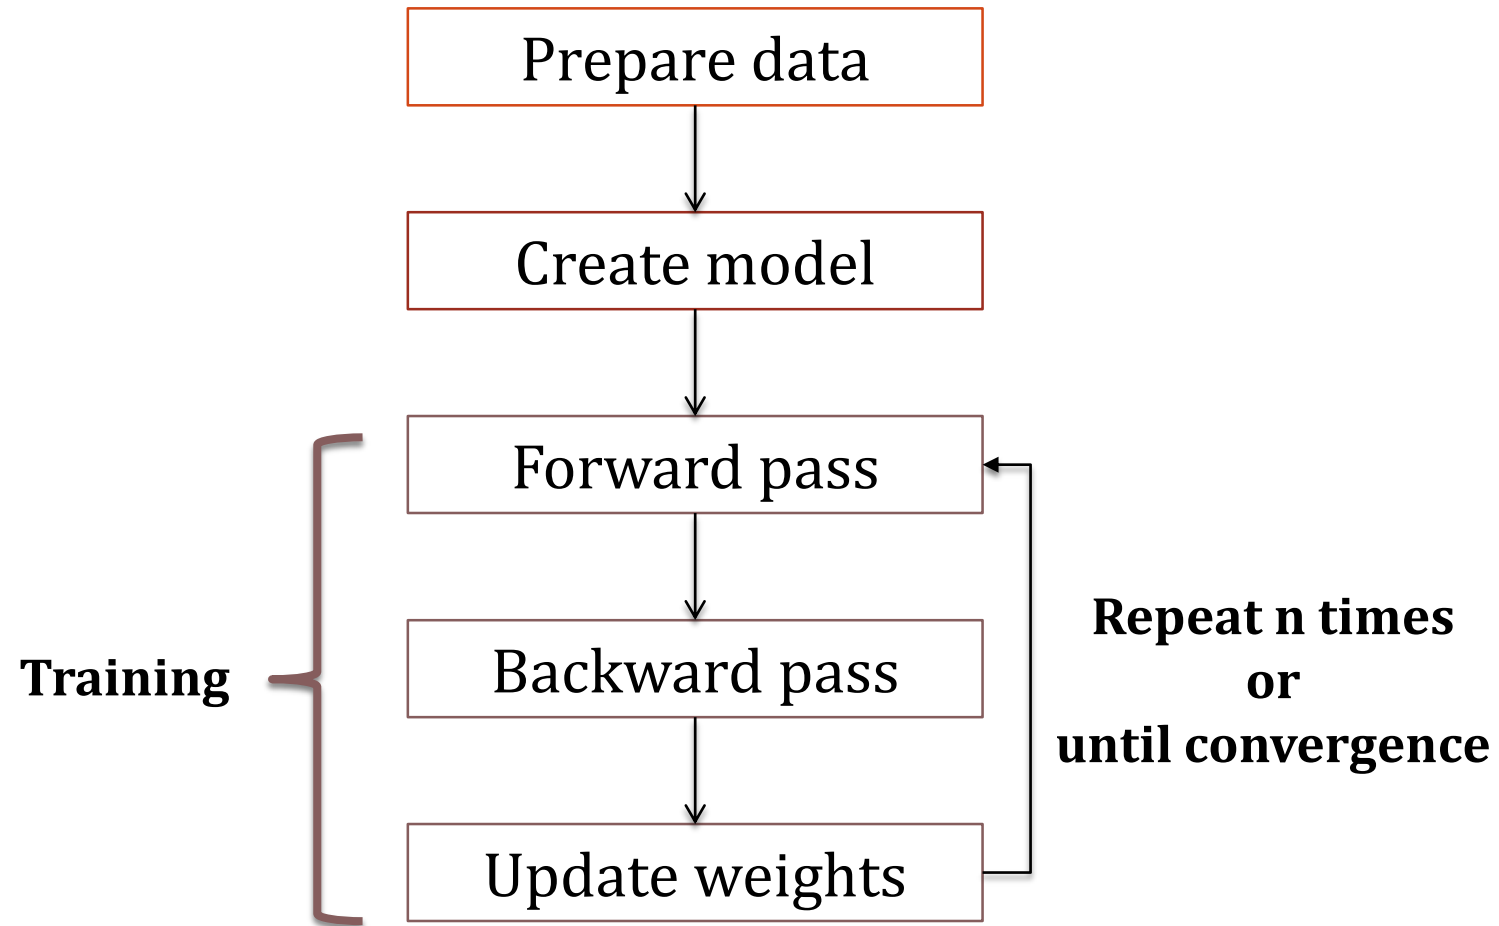 Prepare data
Create model
Forward pass
Backward pass
Update weights
Training
Repeat n times
or
until convergence